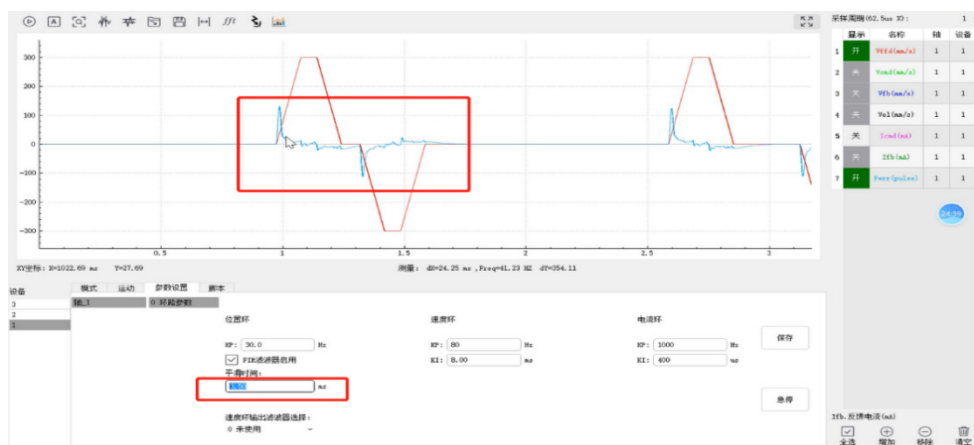 A fft 采样周期(62.5us IO): 1
显示 名称 轴 设备
1 开 Vffd(mm/s) 1 1
2 关 Vcmd(mm/s) 1 1
3 关 Vfb(mm/s) 1 1
4 关 Vel(mm/s) 1 1
5 关 Icmd(mA) 1 1
6 关 Ifb(mA) 1 1
7 开 Perr(pulse) 1 1
24:39
300
200
100
0
-100
-200
-300
0.5 1 1.5 2 2.5 3
XY坐标: X=1022.69 ms Y=27.69 测量: dX=24.25 ms ,Freq=41.23 HZ dY=354.11
设备 模式 运动 参数设置 脚本
3 轴_1 0 环路参数
2
1
位置环 速度环 电流环
KP: 30.0 Hz KP: 80 Hz KP: 1000 Hz 保存
FIR滤波器启用 KI: 8.00 ms KI: 400 us
平滑时间:
ms
急停
速度环输出滤波器选择:
0 未使用
Ifb.反馈电流(mA)
全选 增加 移除 清空